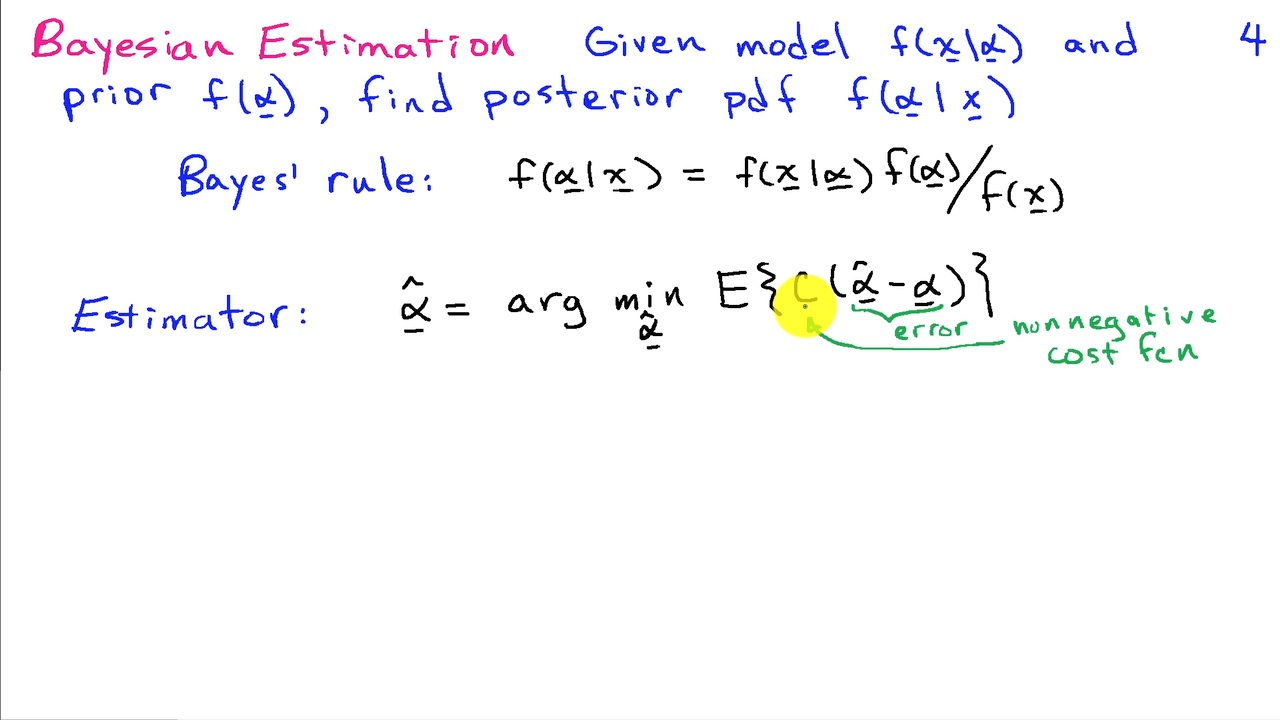 Bayesian Estimation Given model f(x̲|α̲) and 4
prior f(α̲), find posterior pdf f(α̲|x̲)
Bayes' rule: f(α̲|x̲) = f(x̲|α̲) f(α̲)/f(x̲)
Estimator: α̲̂ = arg min E{C(α̲̂-α̲)}
α̲̂
error nonnegative
cost fcn